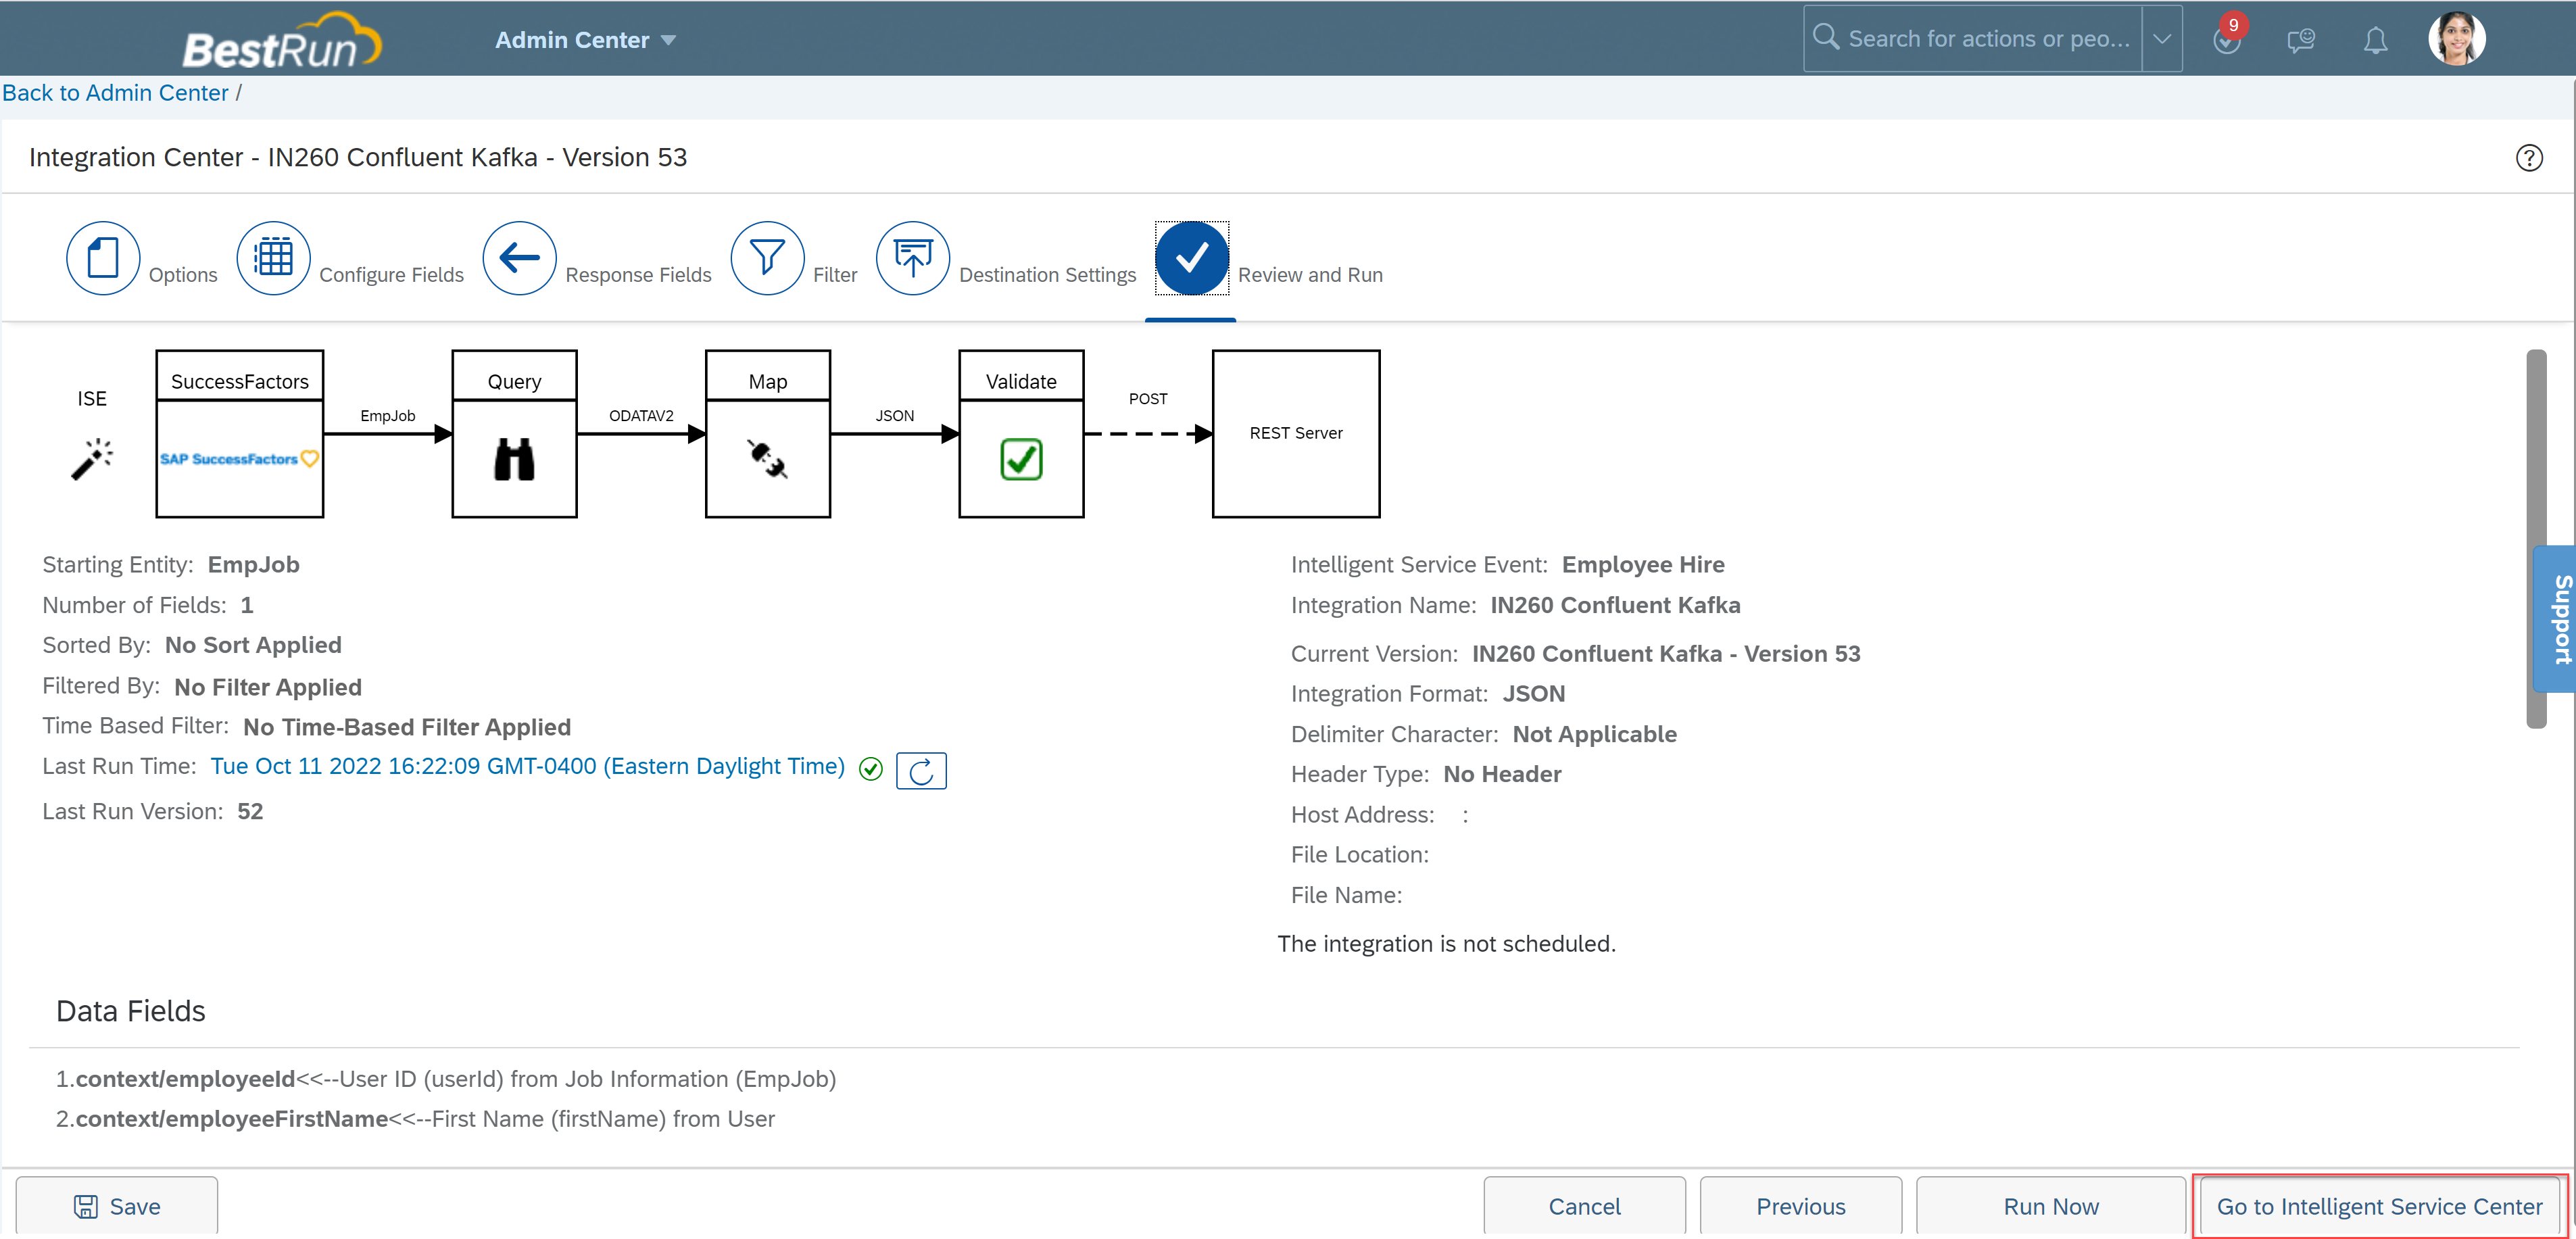 BestRun
Admin Center
Search for actions or peo...
9
Back to Admin Center /
Integration Center - IN260 Confluent Kafka - Version 53
Options
Configure Fields
Response Fields
Filter
Destination Settings
Review and Run
ISE
SuccessFactors
SAP SuccessFactors
EmpJob
Query
ODATAV2
Map
JSON
Validate
POST
REST Server
Starting Entity: EmpJob
Number of Fields: 1
Sorted By: No Sort Applied
Filtered By: No Filter Applied
Time Based Filter: No Time-Based Filter Applied
Last Run Time: Tue Oct 11 2022 16:22:09 GMT-0400 (Eastern Daylight Time)
Last Run Version: 52
Intelligent Service Event: Employee Hire
Integration Name: IN260 Confluent Kafka
Current Version: IN260 Confluent Kafka - Version 53
Integration Format: JSON
Delimiter Character: Not Applicable
Header Type: No Header
Host Address: :
File Location:
File Name:
The integration is not scheduled.
Support
Data Fields
1.context/employeeId<<--User ID (userId) from Job Information (EmpJob)
2.context/employeeFirstName<<--First Name (firstName) from User
Save
Cancel
Previous
Run Now
Go to Intelligent Service Center